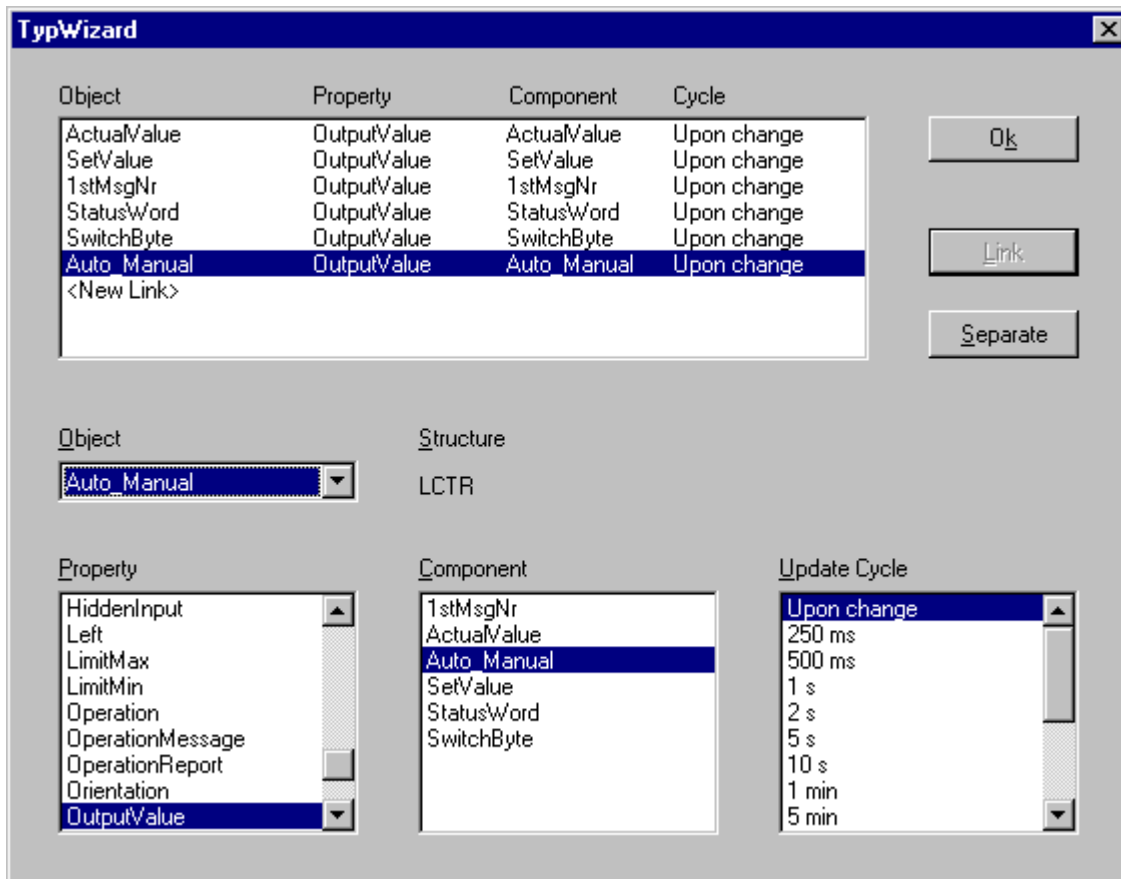 TypWizard
Object Property Component Cycle
ActualValue OutputValue ActualValue Upon change
SetValue OutputValue SetValue Upon change
1stMsgNr OutputValue 1stMsgNr Upon change
StatusWord OutputValue StatusWord Upon change
SwitchByte OutputValue SwitchByte Upon change
Auto_Manual OutputValue Auto_Manual Upon change
<New Link>
Ok
Link
Separate
Object
Auto_Manual
Structure
LCTR
Property
HiddenInput
Left
LimitMax
LimitMin
Operation
OperationMessage
OperationReport
Orientation
OutputValue
Component
1stMsgNr
ActualValue
Auto_Manual
SetValue
StatusWord
SwitchByte
Update Cycle
Upon change
250 ms
500 ms
1 s
2 s
5 s
10 s
1 min
5 min